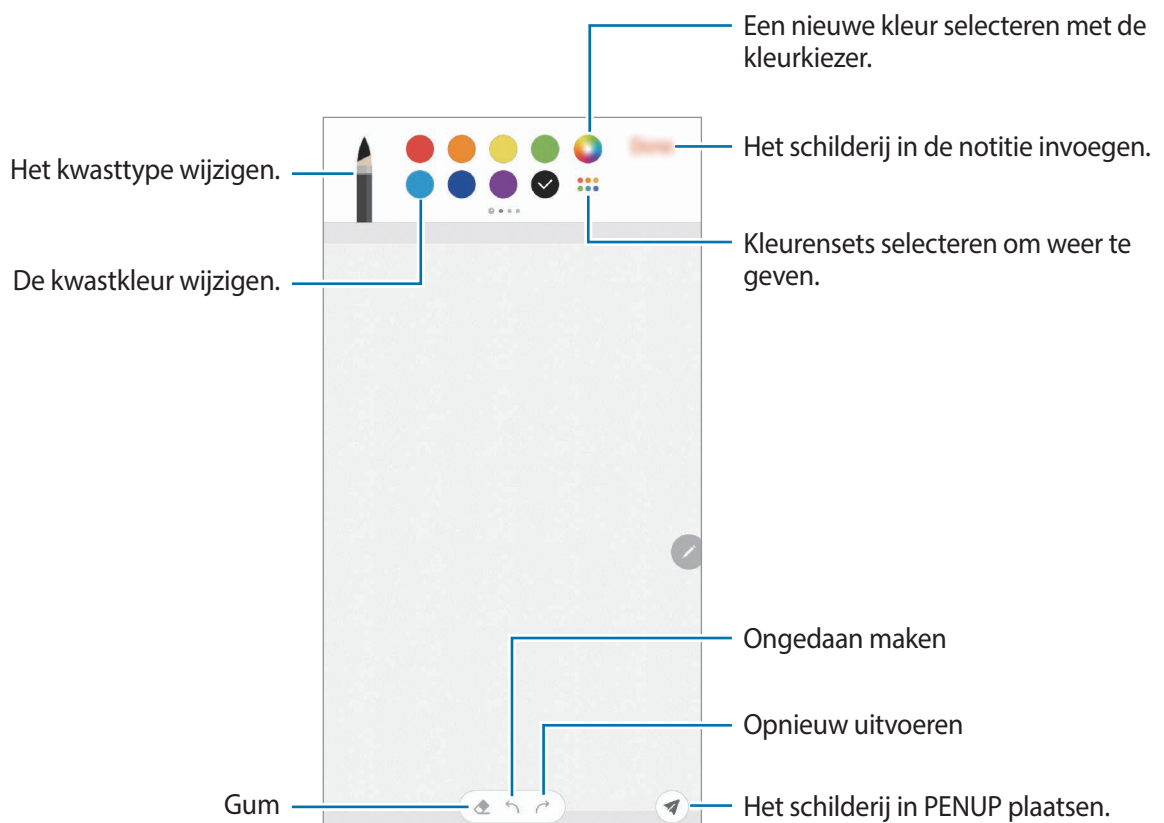 Een nieuwe kleur selecteren met de
kleurkiezer.
Het schilderij in de notitie invoegen.
Het kwasttype wijzigen.
Kleurensets selecteren om weer te
geven.
De kwastkleur wijzigen.
Ongedaan maken
Opnieuw uitvoeren
Gum
Het schilderij in PENUP plaatsen.